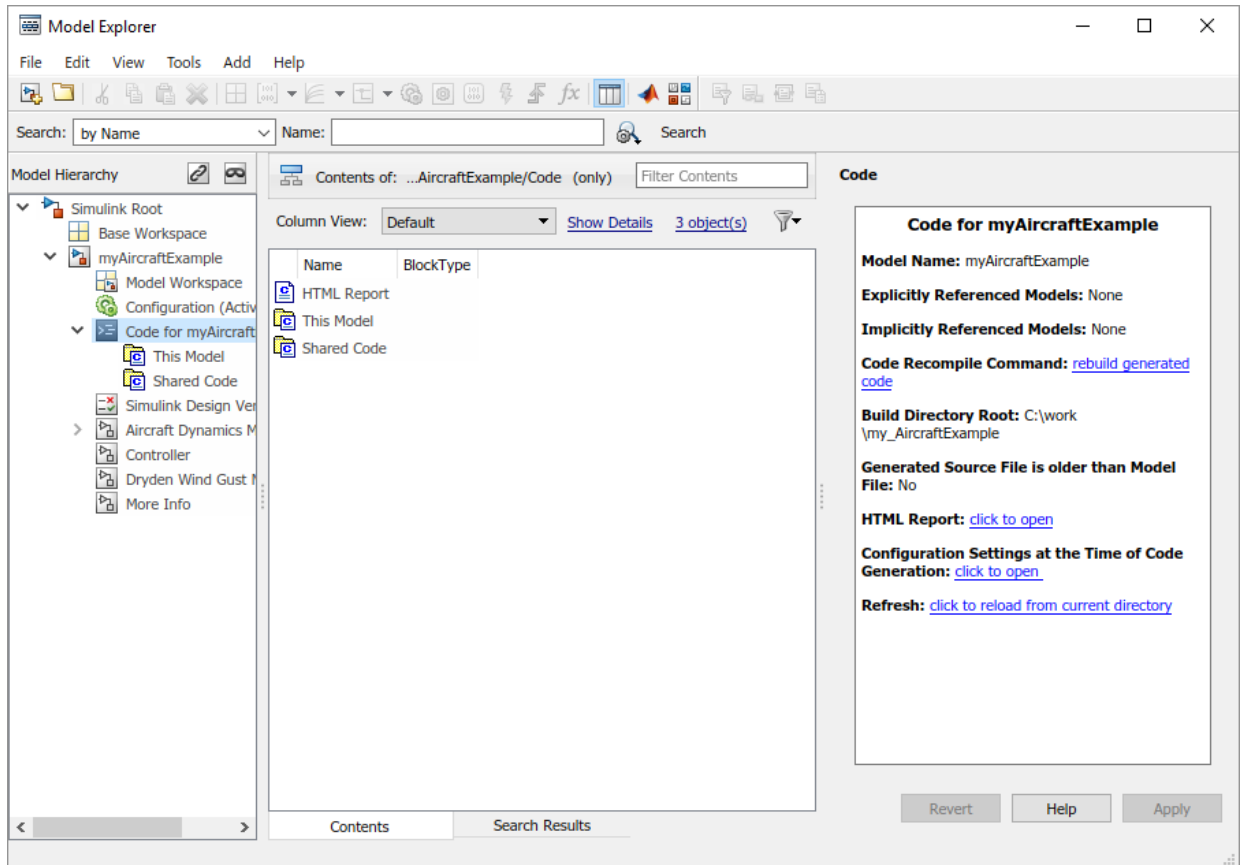 Model Explorer
File Edit View Tools Add Help
fx
Search: by Name Name: Search
Model Hierarchy
Simulink Root
Base Workspace
myAircraftExample
Model Workspace
Configuration (Activ
Code for myAircraft
This Model
Shared Code
Simulink Design Ver
Aircraft Dynamics M
Controller
Dryden Wind Gust M
More Info
Contents of: ...AircraftExample/Code (only) Filter Contents
Column View: Default Show Details 3 object(s)
Name BlockType
HTML Report
This Model
Shared Code
Contents Search Results
Code
Code for myAircraftExample
Model Name: myAircraftExample
Explicitly Referenced Models: None
Implicitly Referenced Models: None
Code Recompile Command: rebuild generated
code
Build Directory Root: C:\work
\my_AircraftExample
Generated Source File is older than Model
File: No
HTML Report: click to open
Configuration Settings at the Time of Code
Generation: click to open
Refresh: click to reload from current directory
Revert Help Apply